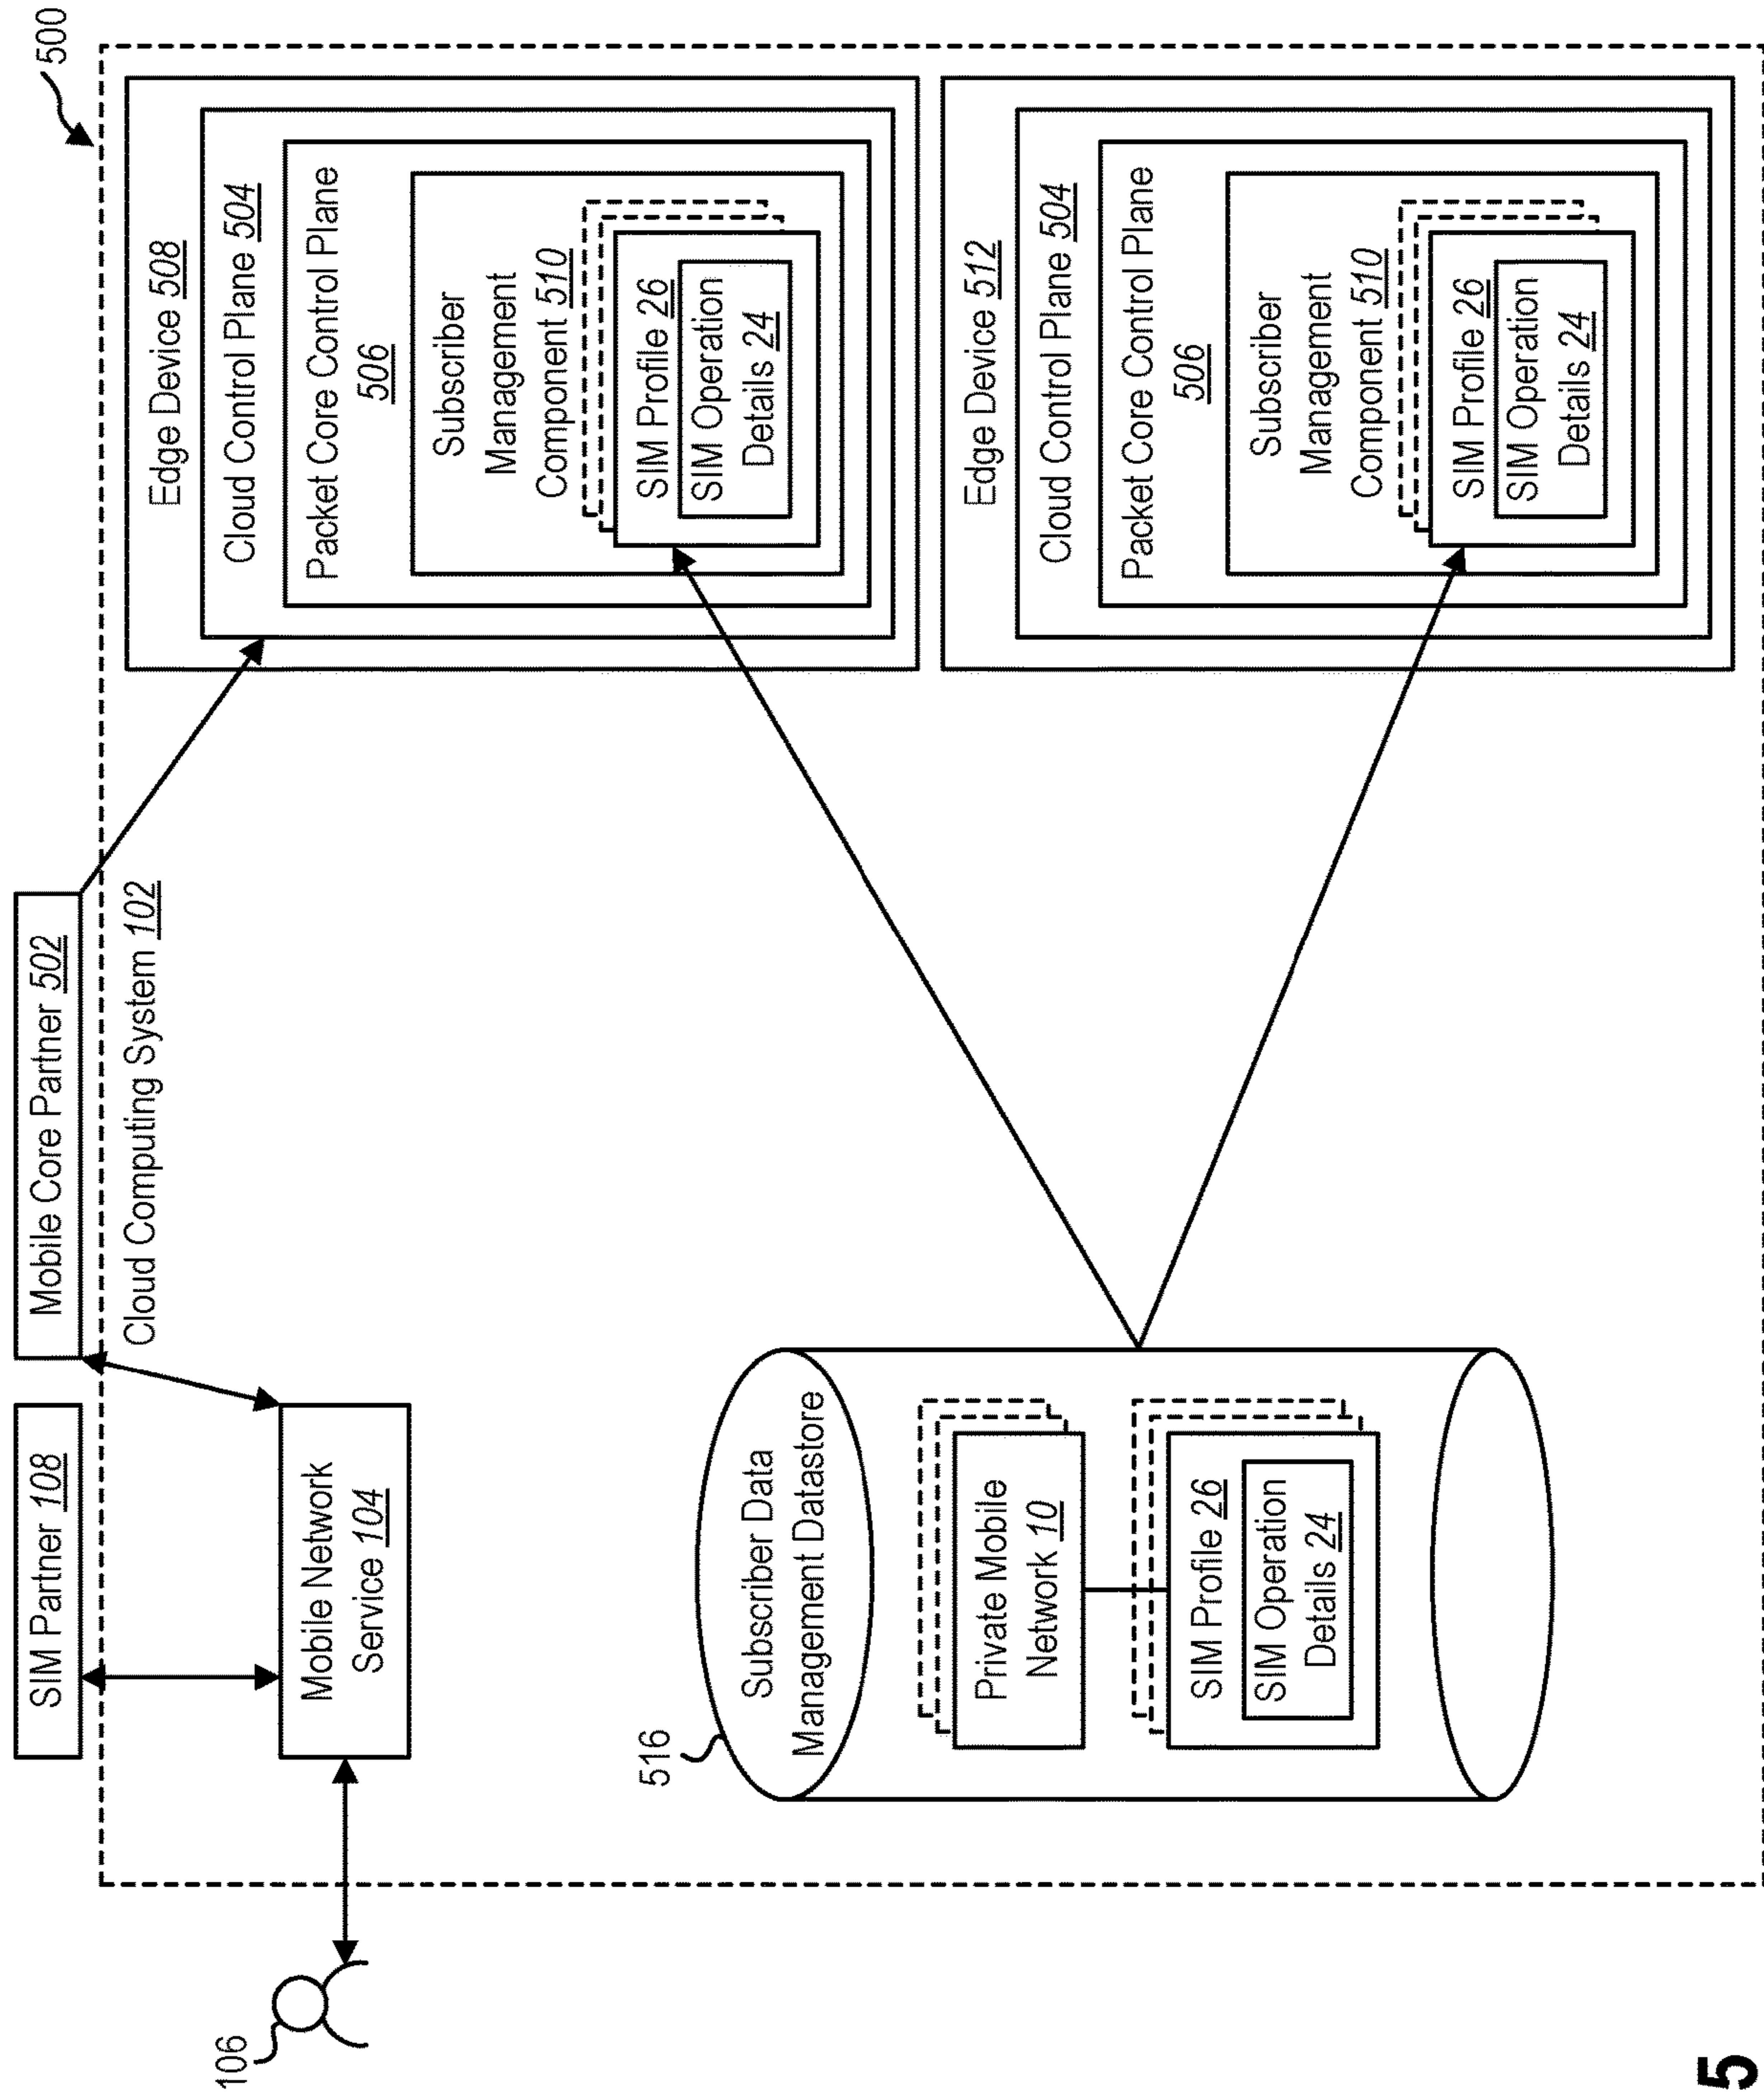 500
SIM Partner 108
Mobile Core Partner 502
Cloud Computing System 102
106
Mobile Network
Service 104
516
Subscriber Data
Management Datastore
Private Mobile
Network 10
SIM Profile 26
SIM Operation
Details 24
Edge Device 508
Cloud Control Plane 504
Packet Core Control Plane
506
Subscriber
Management
Component 510
SIM Profile 26
SIM Operation
Details 24
Edge Device 512
Cloud Control Plane 504
Packet Core Control Plane
506
Subscriber
Management
Component 510
SIM Profile 26
SIM Operation
Details 24
5